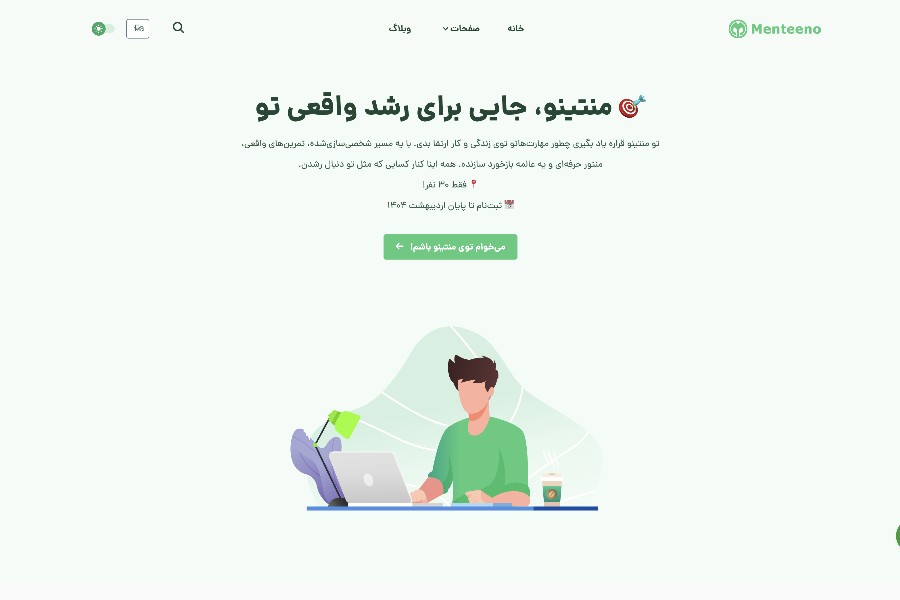 Menteeno
خانه
صفحات
وبلاگ
fa
🎯 منتینو، جایی برای رشد واقعی تو
تو منتینو قراره یاد بگیری چطور مهارت‌هاتو توی زندگی و کار ارتقا بدی. با یه مسیر شخصی‌سازی‌شده، تمرین‌های واقعی،
منتور حرفه‌ای و یه عالمه بازخورد سازنده. همه اینا کنار کسایی که مثل تو دنبال رشدن.
📍 فقط ۳۰ نفر!
📅 ثبت‌نام تا پایان اردیبهشت ۱۴۰۴
می‌خوام توی منتینو باشم! ←